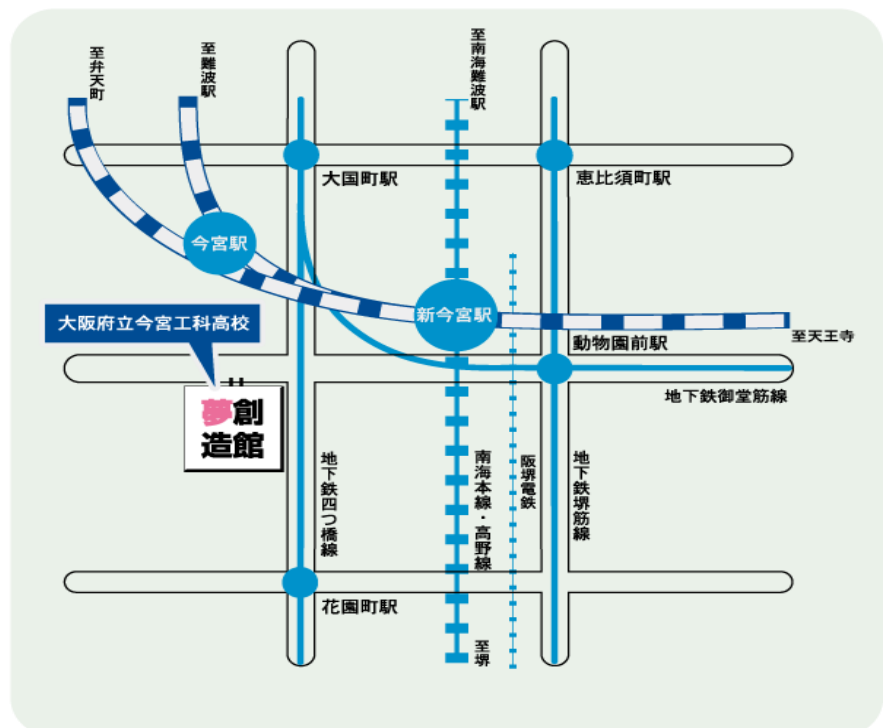 至弁天町
至難波駅
至南海難波駅
大国町駅
恵比須町駅
今宮駅
新今宮駅
大阪府立今宮工科高校
動物園前駅
至天王寺
地下鉄御堂筋線
夢創
造館
地下鉄四つ橋線
南海本線・高野線
阪堺電鉄
地下鉄堺筋線
花園町駅
至堺